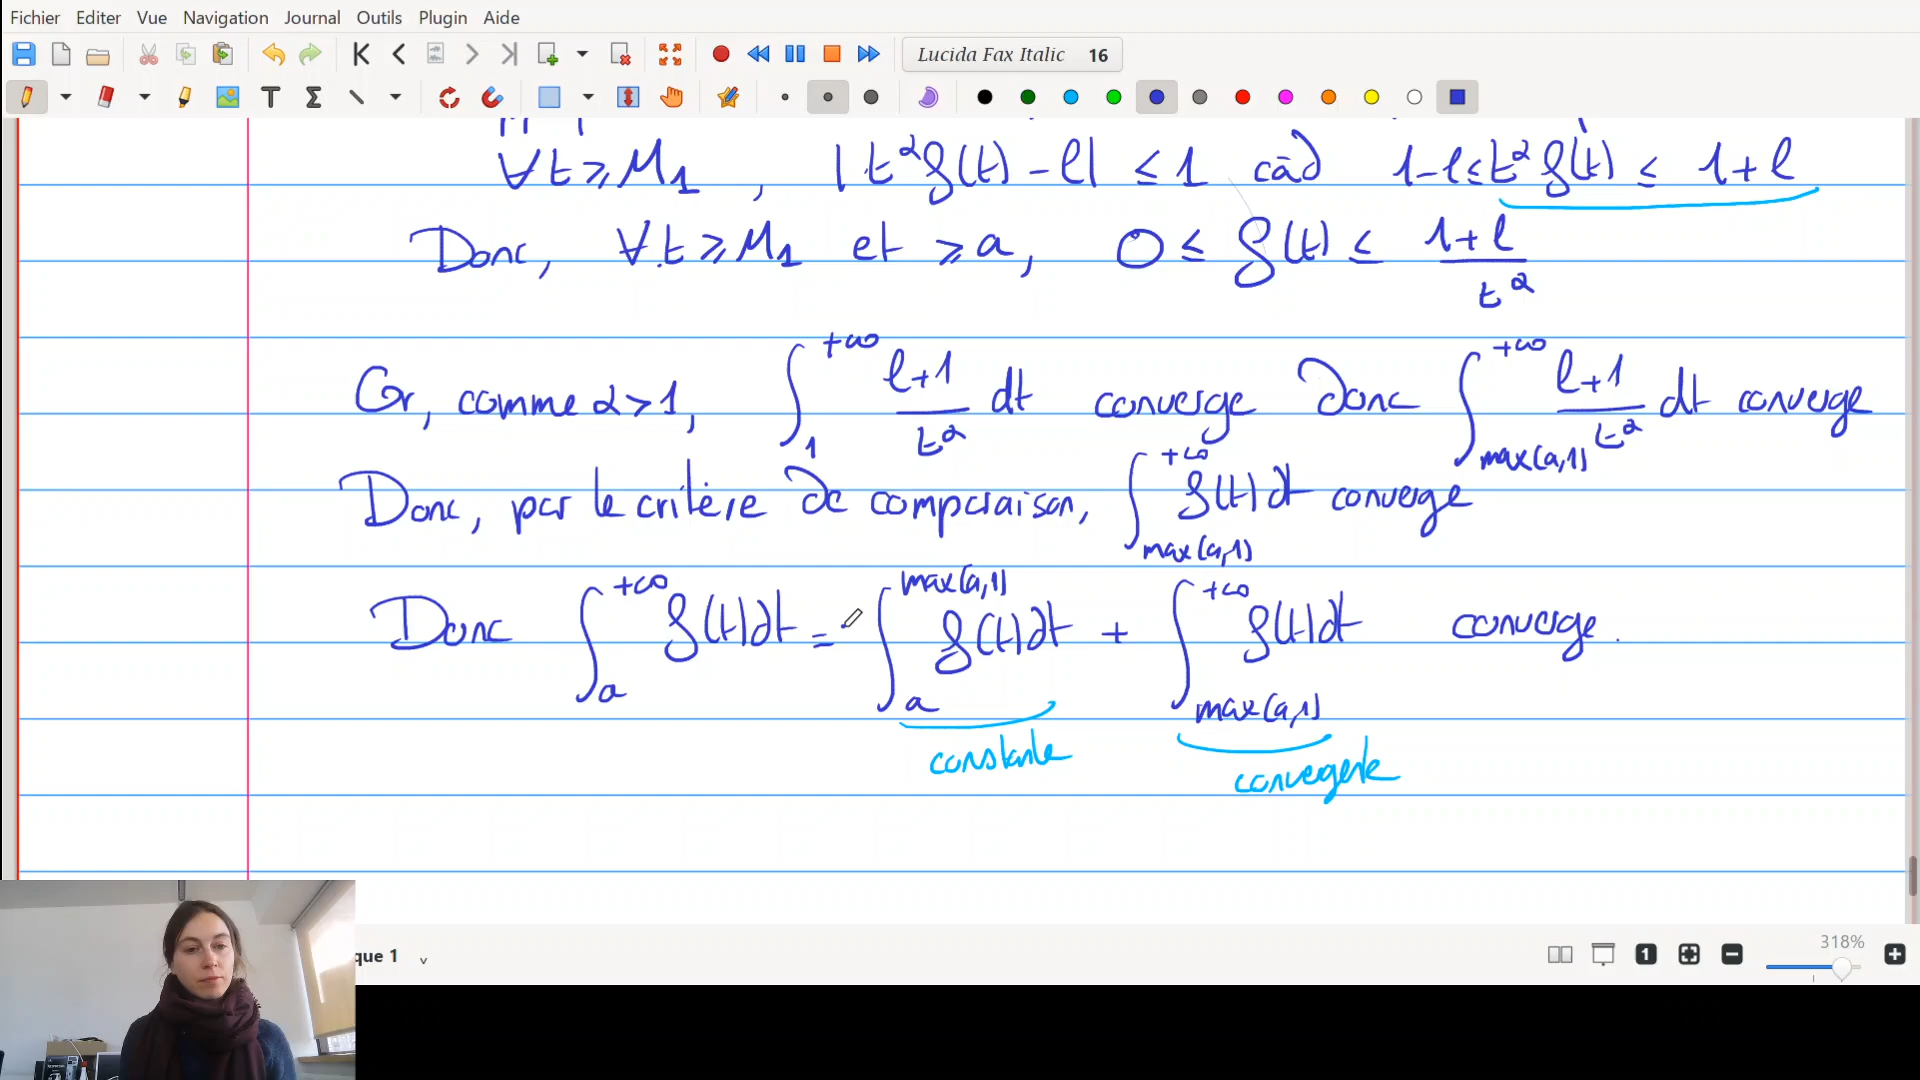 Fichier Editer Vue Navigation Journal Outils Plugin Aide
Lucida Fax Italic 16
∀t ⩾ M₁ , |t^α f(t) - l| ≤ 1 càd 1-l ≤ t^α f(t) ≤ 1+l
Donc, ∀t ⩾ M₁ et ⩾ a, 0 ≤ f(t) ≤ (1+l)/t^α
Or, comme α > 1, ∫_1^{+∞} (l+1)/t^α dt converge Donc ∫_{max(a,1)}^{+∞} (l+1)/t^α dt converge
Donc, par le critère de comparaison, ∫_{max(a,1)}^{+∞} f(t)dt converge
Donc ∫_a^{+∞} f(t)dt = ∫_a^{max(a,1)} f(t)dt + ∫_{max(a,1)}^{+∞} f(t)dt converge.
constante convergente
que 1
318%